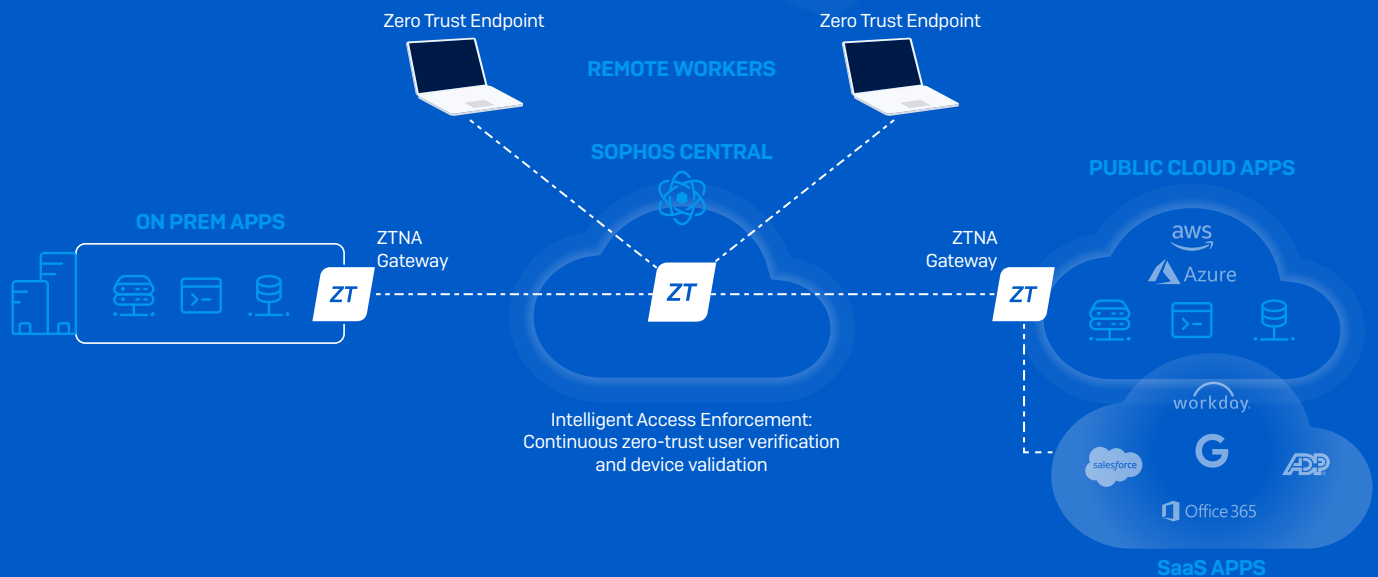 Zero Trust Endpoint
Zero Trust Endpoint
REMOTE WORKERS
SOPHOS CENTRAL
PUBLIC CLOUD APPS
ON PREM APPS
ZTNA
Gateway
ZTNA
Gateway
aws
Azure
ZT
ZT
ZT
Intelligent Access Enforcement:
Continuous zero-trust user verification
and device validation
workday.
salesforce
G
ADP
Office 365
SaaS APPS